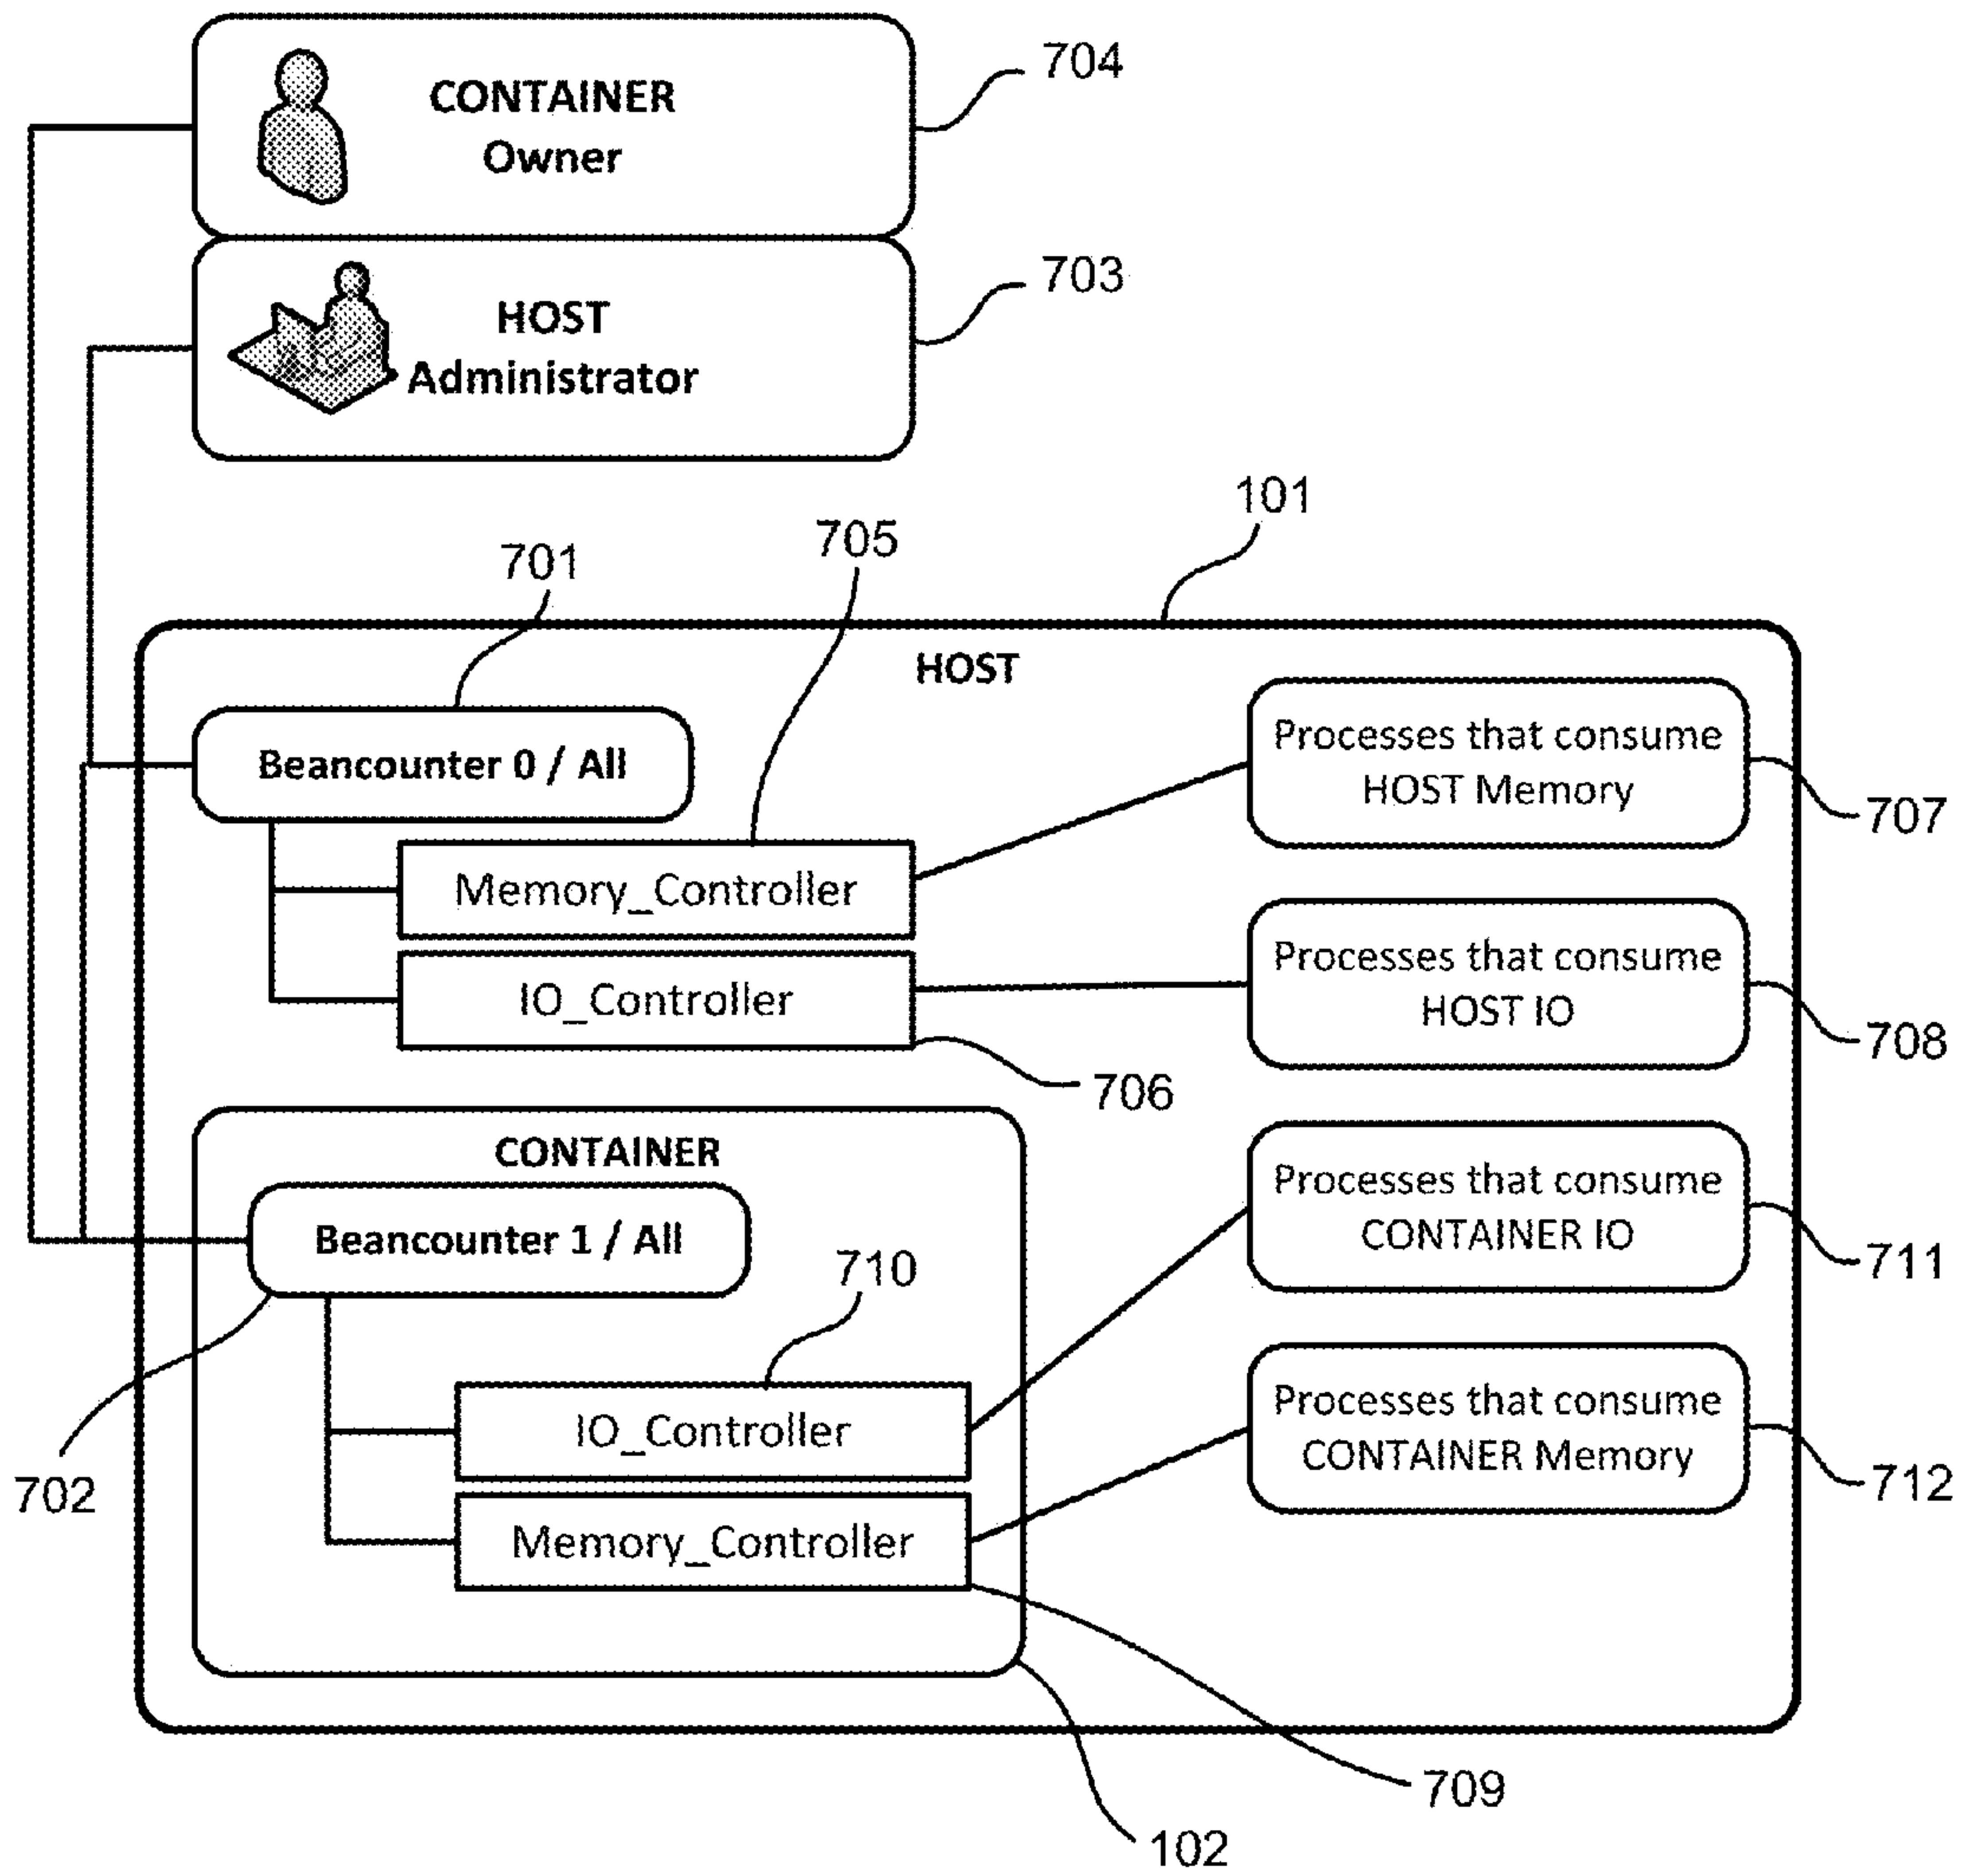 CONTAINER
Owner
704
HOST
Administrator
703
101
705
701
HOST
Beancounter 0 / All
Processes that consume
HOST Memory
707
Memory_Controller
Processes that consume
HOST IO
708
IO_Controller
706
CONTAINER
Processes that consume
CONTAINER IO
711
Beancounter 1 / All
710
702
IO_Controller
Processes that consume
CONTAINER Memory
712
Memory_Controller
709
102